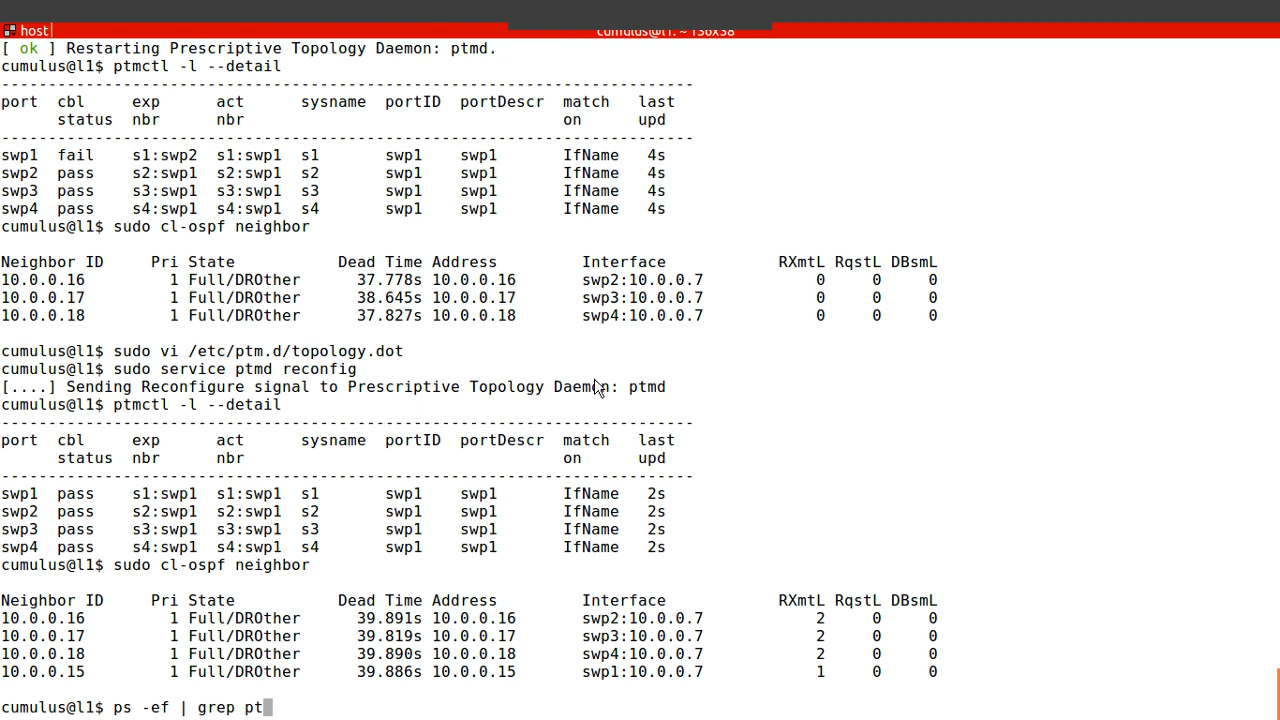 host
cumulus@l1: ~ 136x38
[ ok ] Restarting Prescriptive Topology Daemon: ptmd.
cumulus@l1$ ptmctl -l --detail
--------------------------------------------------------------------------
port  cbl     exp      act      sysname  portID  portDescr  match    last
      status  nbr      nbr                                  on       upd
--------------------------------------------------------------------------
swp1  fail    s1:swp2  s1:swp1  s1       swp1    swp1       IfName   4s
swp2  pass    s2:swp1  s2:swp1  s2       swp1    swp1       IfName   4s
swp3  pass    s3:swp1  s3:swp1  s3       swp1    swp1       IfName   4s
swp4  pass    s4:swp1  s4:swp1  s4       swp1    swp1       IfName   4s
cumulus@l1$ sudo cl-ospf neighbor
Neighbor ID     Pri State           Dead Time Address         Interface            RXmtL RqstL DBsmL
10.0.0.16         1 Full/DROther      37.778s 10.0.0.16       swp2:10.0.0.7            0     0     0
10.0.0.17         1 Full/DROther      38.645s 10.0.0.17       swp3:10.0.0.7            0     0     0
10.0.0.18         1 Full/DROther      37.827s 10.0.0.18       swp4:10.0.0.7            0     0     0
cumulus@l1$ sudo vi /etc/ptm.d/topology.dot
cumulus@l1$ sudo service ptmd reconfig
[....] Sending Reconfigure signal to Prescriptive Topology Daemon: ptmd
cumulus@l1$ ptmctl -l --detail
--------------------------------------------------------------------------
port  cbl     exp      act      sysname  portID  portDescr  match    last
      status  nbr      nbr                                  on       upd
--------------------------------------------------------------------------
swp1  pass    s1:swp1  s1:swp1  s1       swp1    swp1       IfName   2s
swp2  pass    s2:swp1  s2:swp1  s2       swp1    swp1       IfName   2s
swp3  pass    s3:swp1  s3:swp1  s3       swp1    swp1       IfName   2s
swp4  pass    s4:swp1  s4:swp1  s4       swp1    swp1       IfName   2s
cumulus@l1$ sudo cl-ospf neighbor
Neighbor ID     Pri State           Dead Time Address         Interface            RXmtL RqstL DBsmL
10.0.0.16         1 Full/DROther      39.891s 10.0.0.16       swp2:10.0.0.7            2     0     0
10.0.0.17         1 Full/DROther      39.819s 10.0.0.17       swp3:10.0.0.7            2     0     0
10.0.0.18         1 Full/DROther      39.890s 10.0.0.18       swp4:10.0.0.7            2     0     0
10.0.0.15         1 Full/DROther      39.886s 10.0.0.15       swp1:10.0.0.7            1     0     0
cumulus@l1$ ps -ef | grep pt